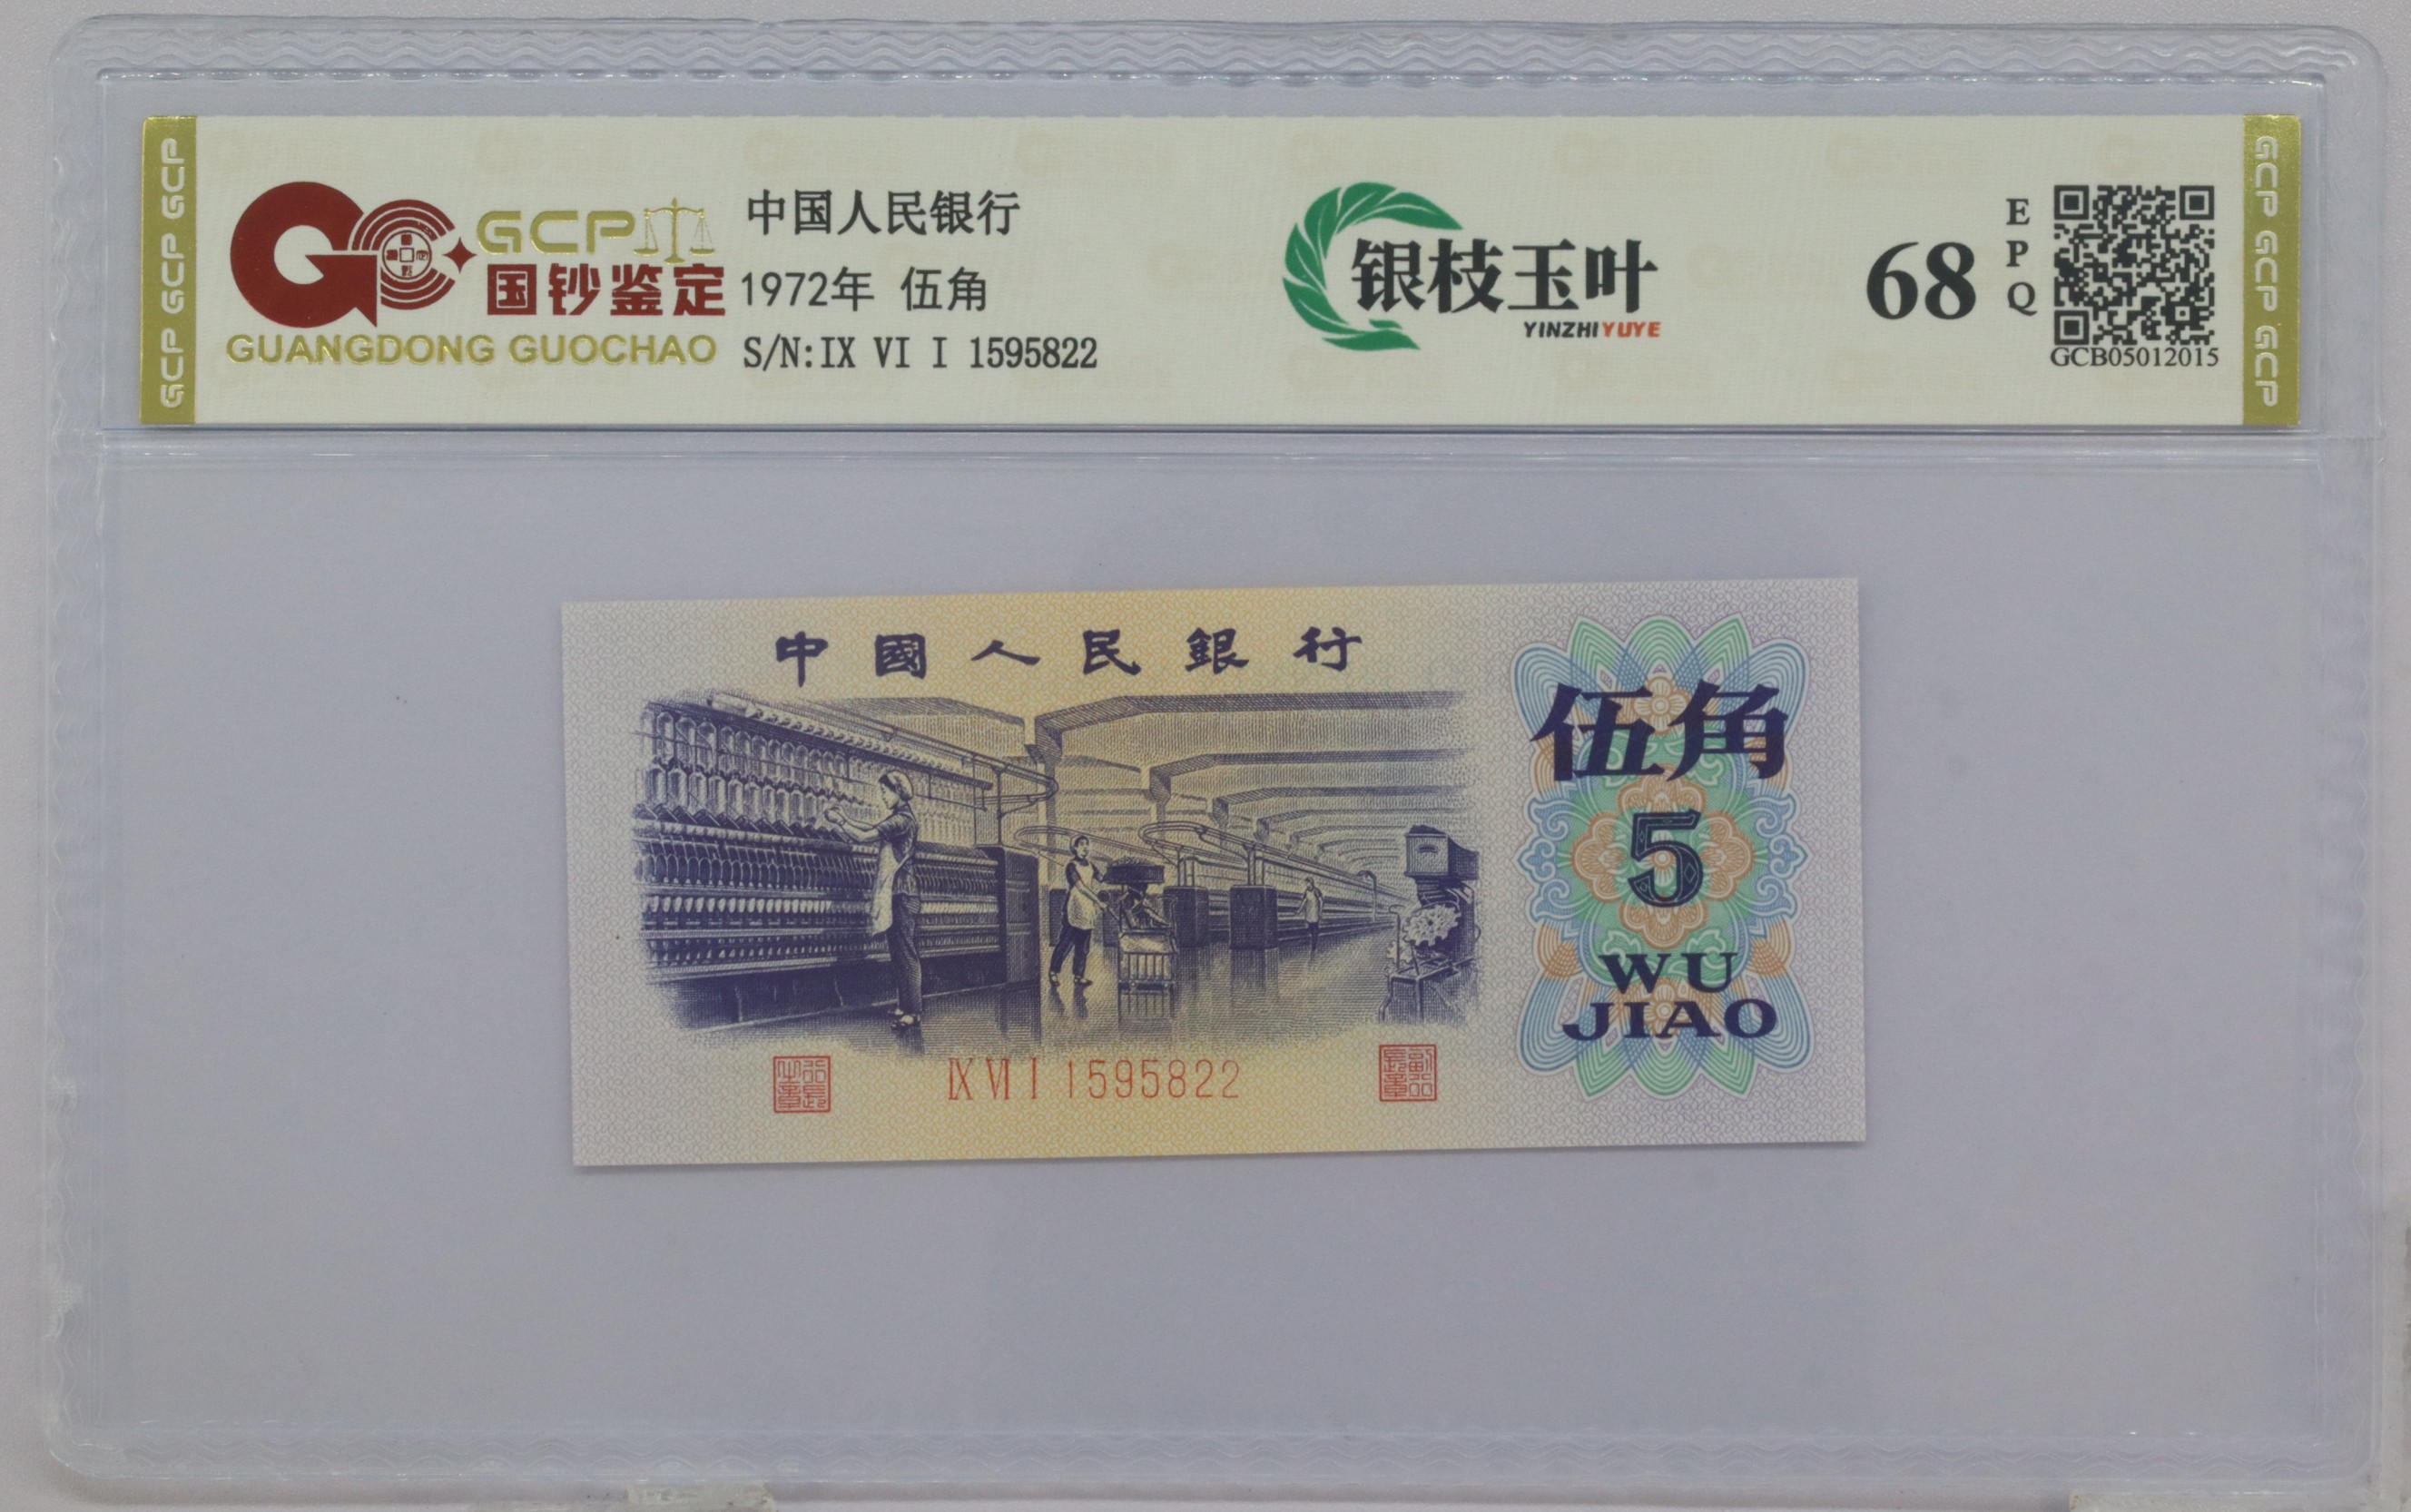 GCP GCP GCP
GCP
国钞鉴定
GUANGDONG GUOCHAO
中国人民银行
1972年 伍角
S/N:IX VI I 1595822
银枝玉叶
YINZHIYUYE
68
EPQ
GCB05012015
GCP GCP GCP
中國人民銀行
伍角
5
WU
JIAO
IX VI I 1595822